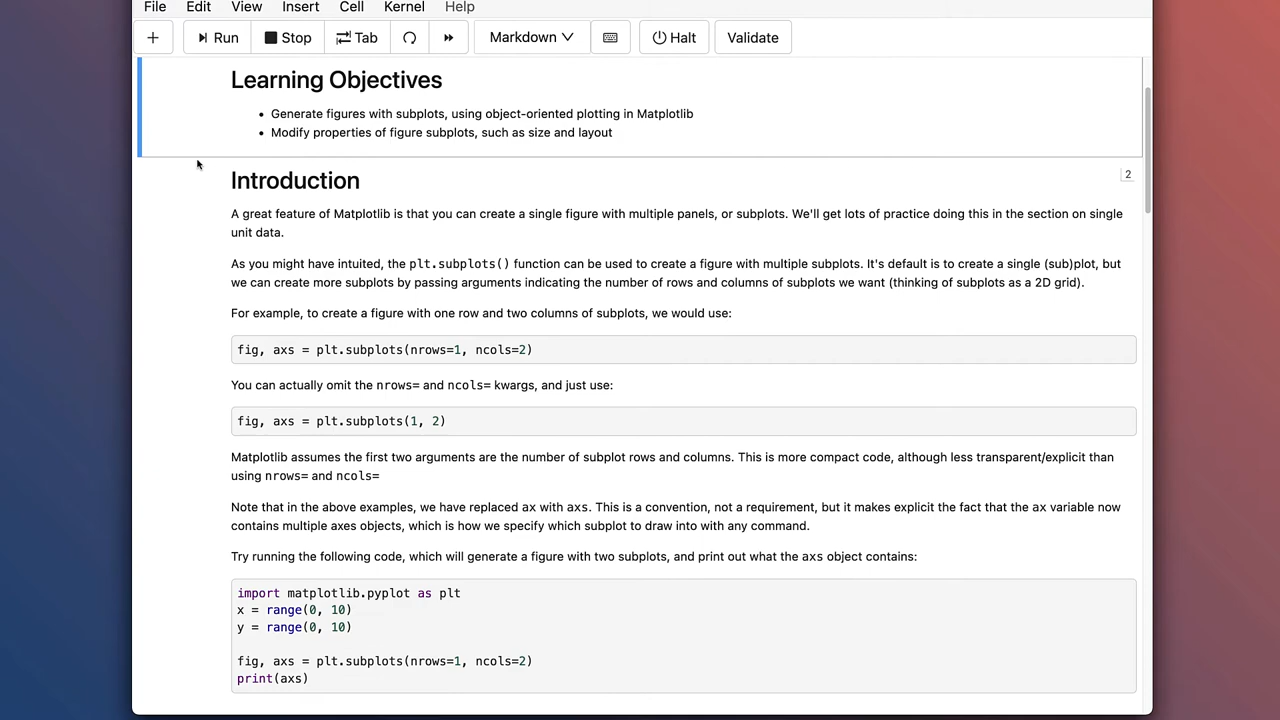 File Edit View Insert Cell Kernel Help
+ Run Stop Tab Markdown Halt Validate
Learning Objectives
• Generate figures with subplots, using object-oriented plotting in Matplotlib
• Modify properties of figure subplots, such as size and layout
Introduction
2
A great feature of Matplotlib is that you can create a single figure with multiple panels, or subplots. We'll get lots of practice doing this in the section on single
unit data.
As you might have intuited, the plt.subplots() function can be used to create a figure with multiple subplots. It's default is to create a single (sub)plot, but
we can create more subplots by passing arguments indicating the number of rows and columns of subplots we want (thinking of subplots as a 2D grid).
For example, to create a figure with one row and two columns of subplots, we would use:
fig, axs = plt.subplots(nrows=1, ncols=2)
You can actually omit the nrows= and ncols= kwargs, and just use:
fig, axs = plt.subplots(1, 2)
Matplotlib assumes the first two arguments are the number of subplot rows and columns. This is more compact code, although less transparent/explicit than
using nrows= and ncols=
Note that in the above examples, we have replaced ax with axs. This is a convention, not a requirement, but it makes explicit the fact that the ax variable now
contains multiple axes objects, which is how we specify which subplot to draw into with any command.
Try running the following code, which will generate a figure with two subplots, and print out what the axs object contains:
import matplotlib.pyplot as plt
x = range(0, 10)
y = range(0, 10)
fig, axs = plt.subplots(nrows=1, ncols=2)
print(axs)